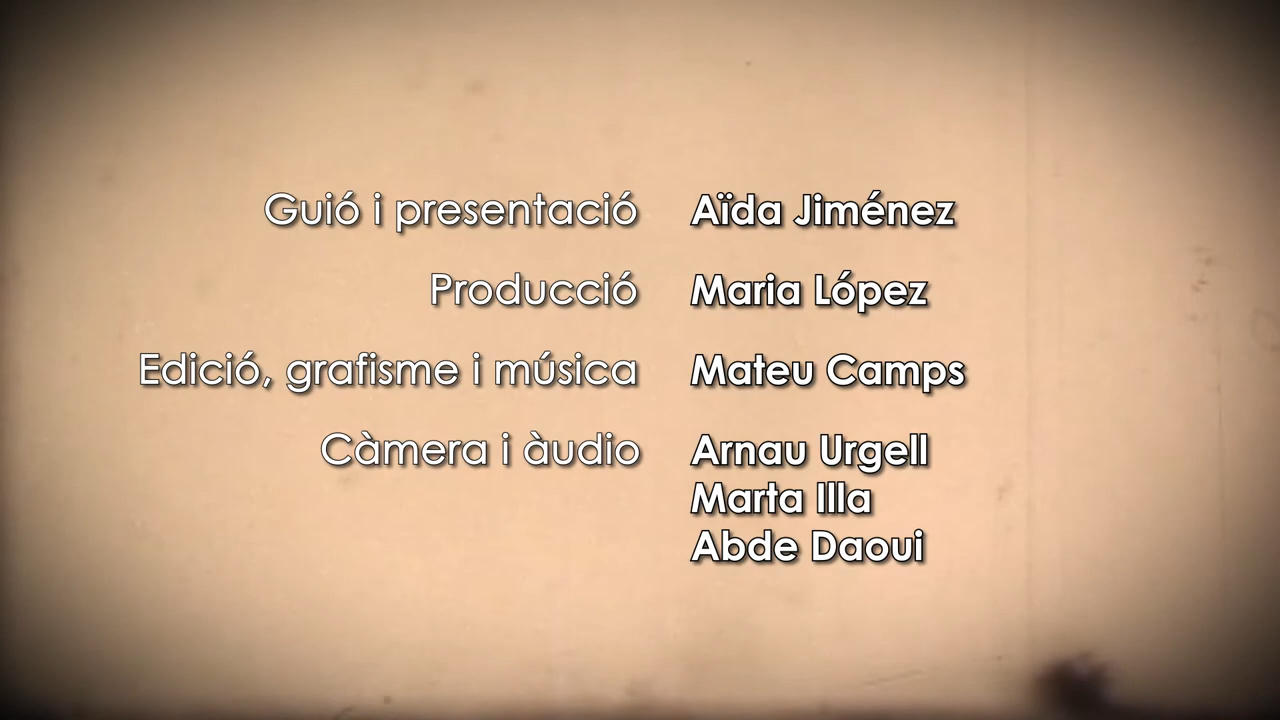 Guió i presentació Aïda Jiménez
Producció Maria López
Edició, grafisme i música Mateu Camps
Càmera i àudio Arnau Urgell
Marta Illa
Abde Daoui